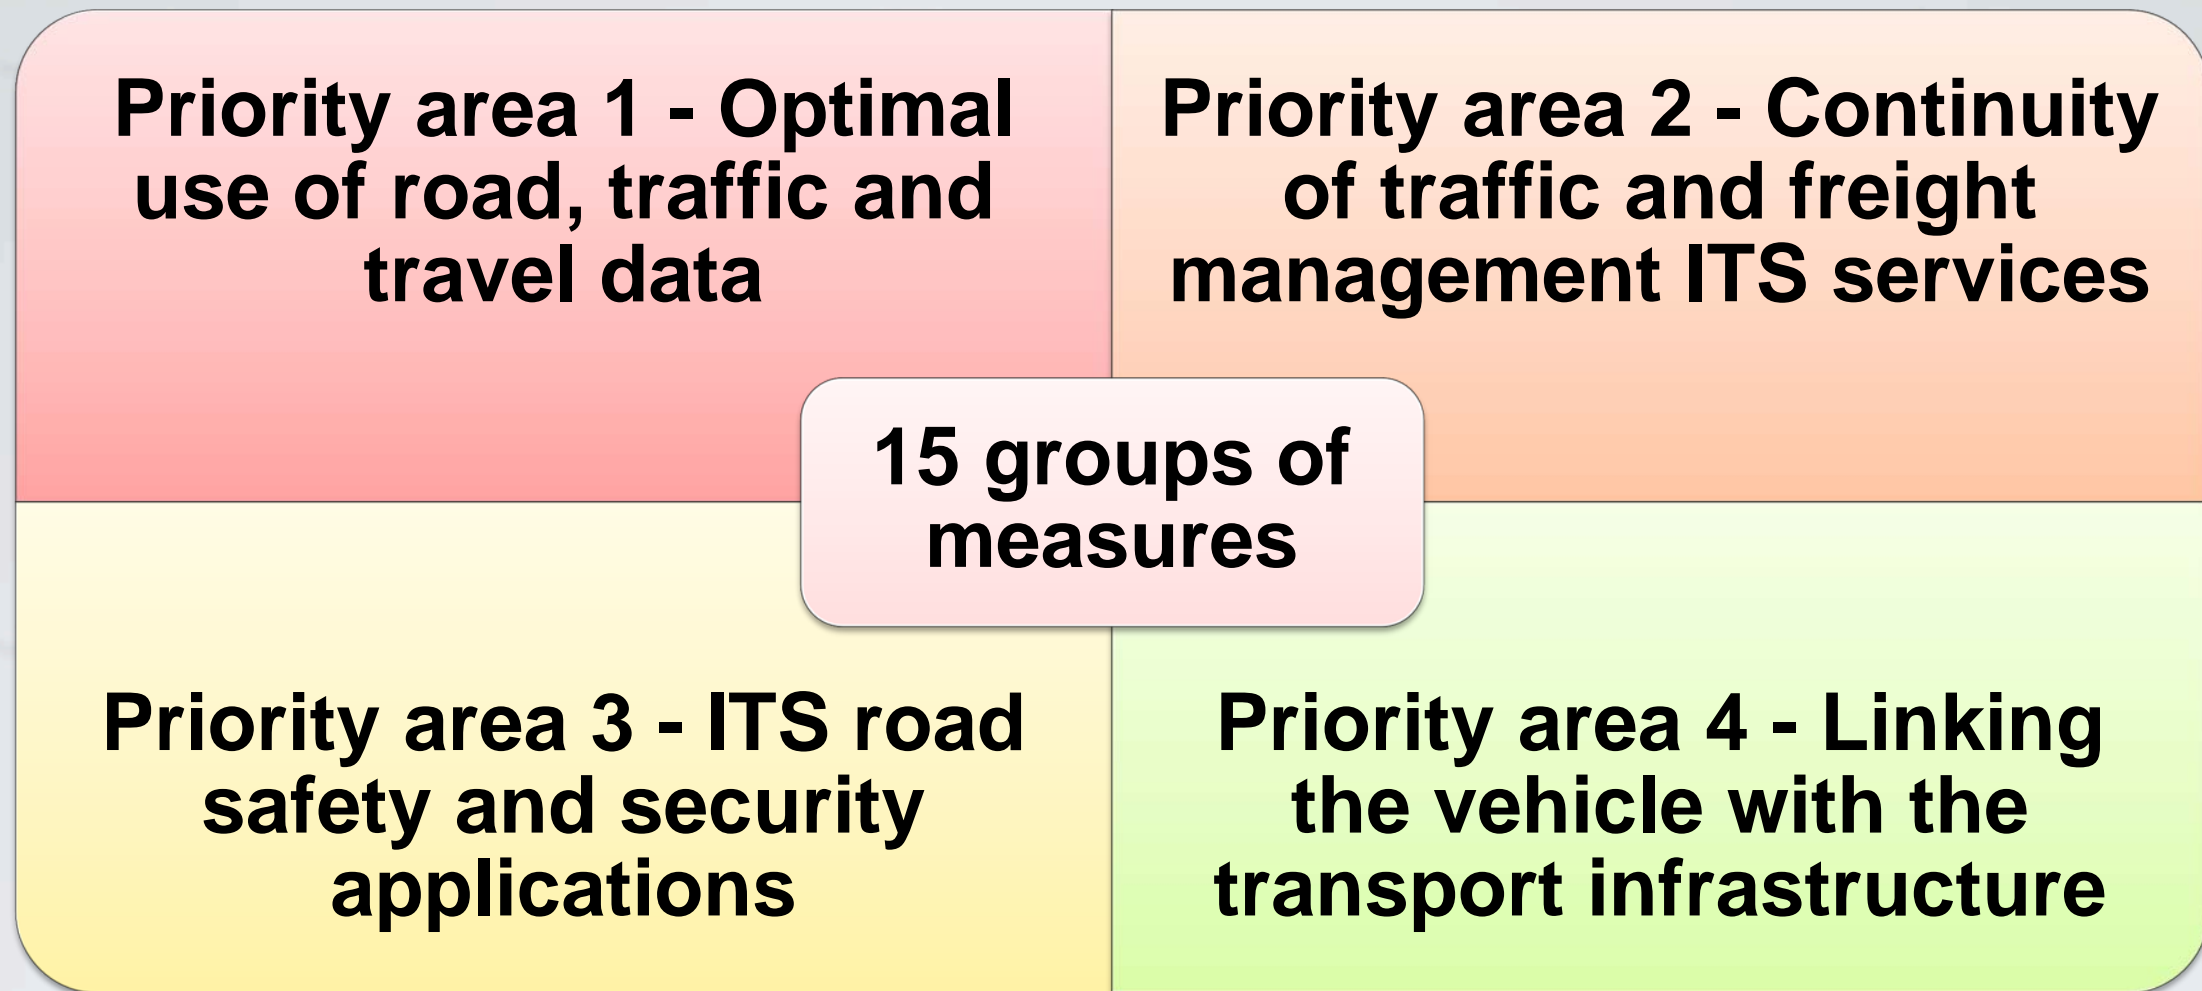 Priority area 1 - Optimal
use of road, traffic and
travel data
Priority area 2 - Continuity
of traffic and freight
management ITS services
15 groups of
measures
Priority area 3 - ITS road
safety and security
applications
Priority area 4 - Linking
the vehicle with the
transport infrastructure